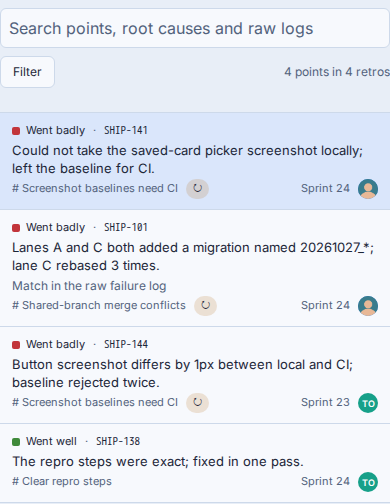 Search points, root causes and raw logs
Filter
4 points in 4 retros
Went badly · SHIP-141
Could not take the saved-card picker screenshot locally;
left the baseline for CI.
# Screenshot baselines need CI
Sprint 24
Went badly · SHIP-101
Lanes A and C both added a migration named 20261027_*;
lane C rebased 3 times.
Match in the raw failure log
# Shared-branch merge conflicts
Sprint 24
Went badly · SHIP-144
Button screenshot differs by 1px between local and CI;
baseline rejected twice.
# Screenshot baselines need CI
Sprint 23
TO
Went well · SHIP-138
The repro steps were exact; fixed in one pass.
# Clear repro steps
Sprint 24
TO